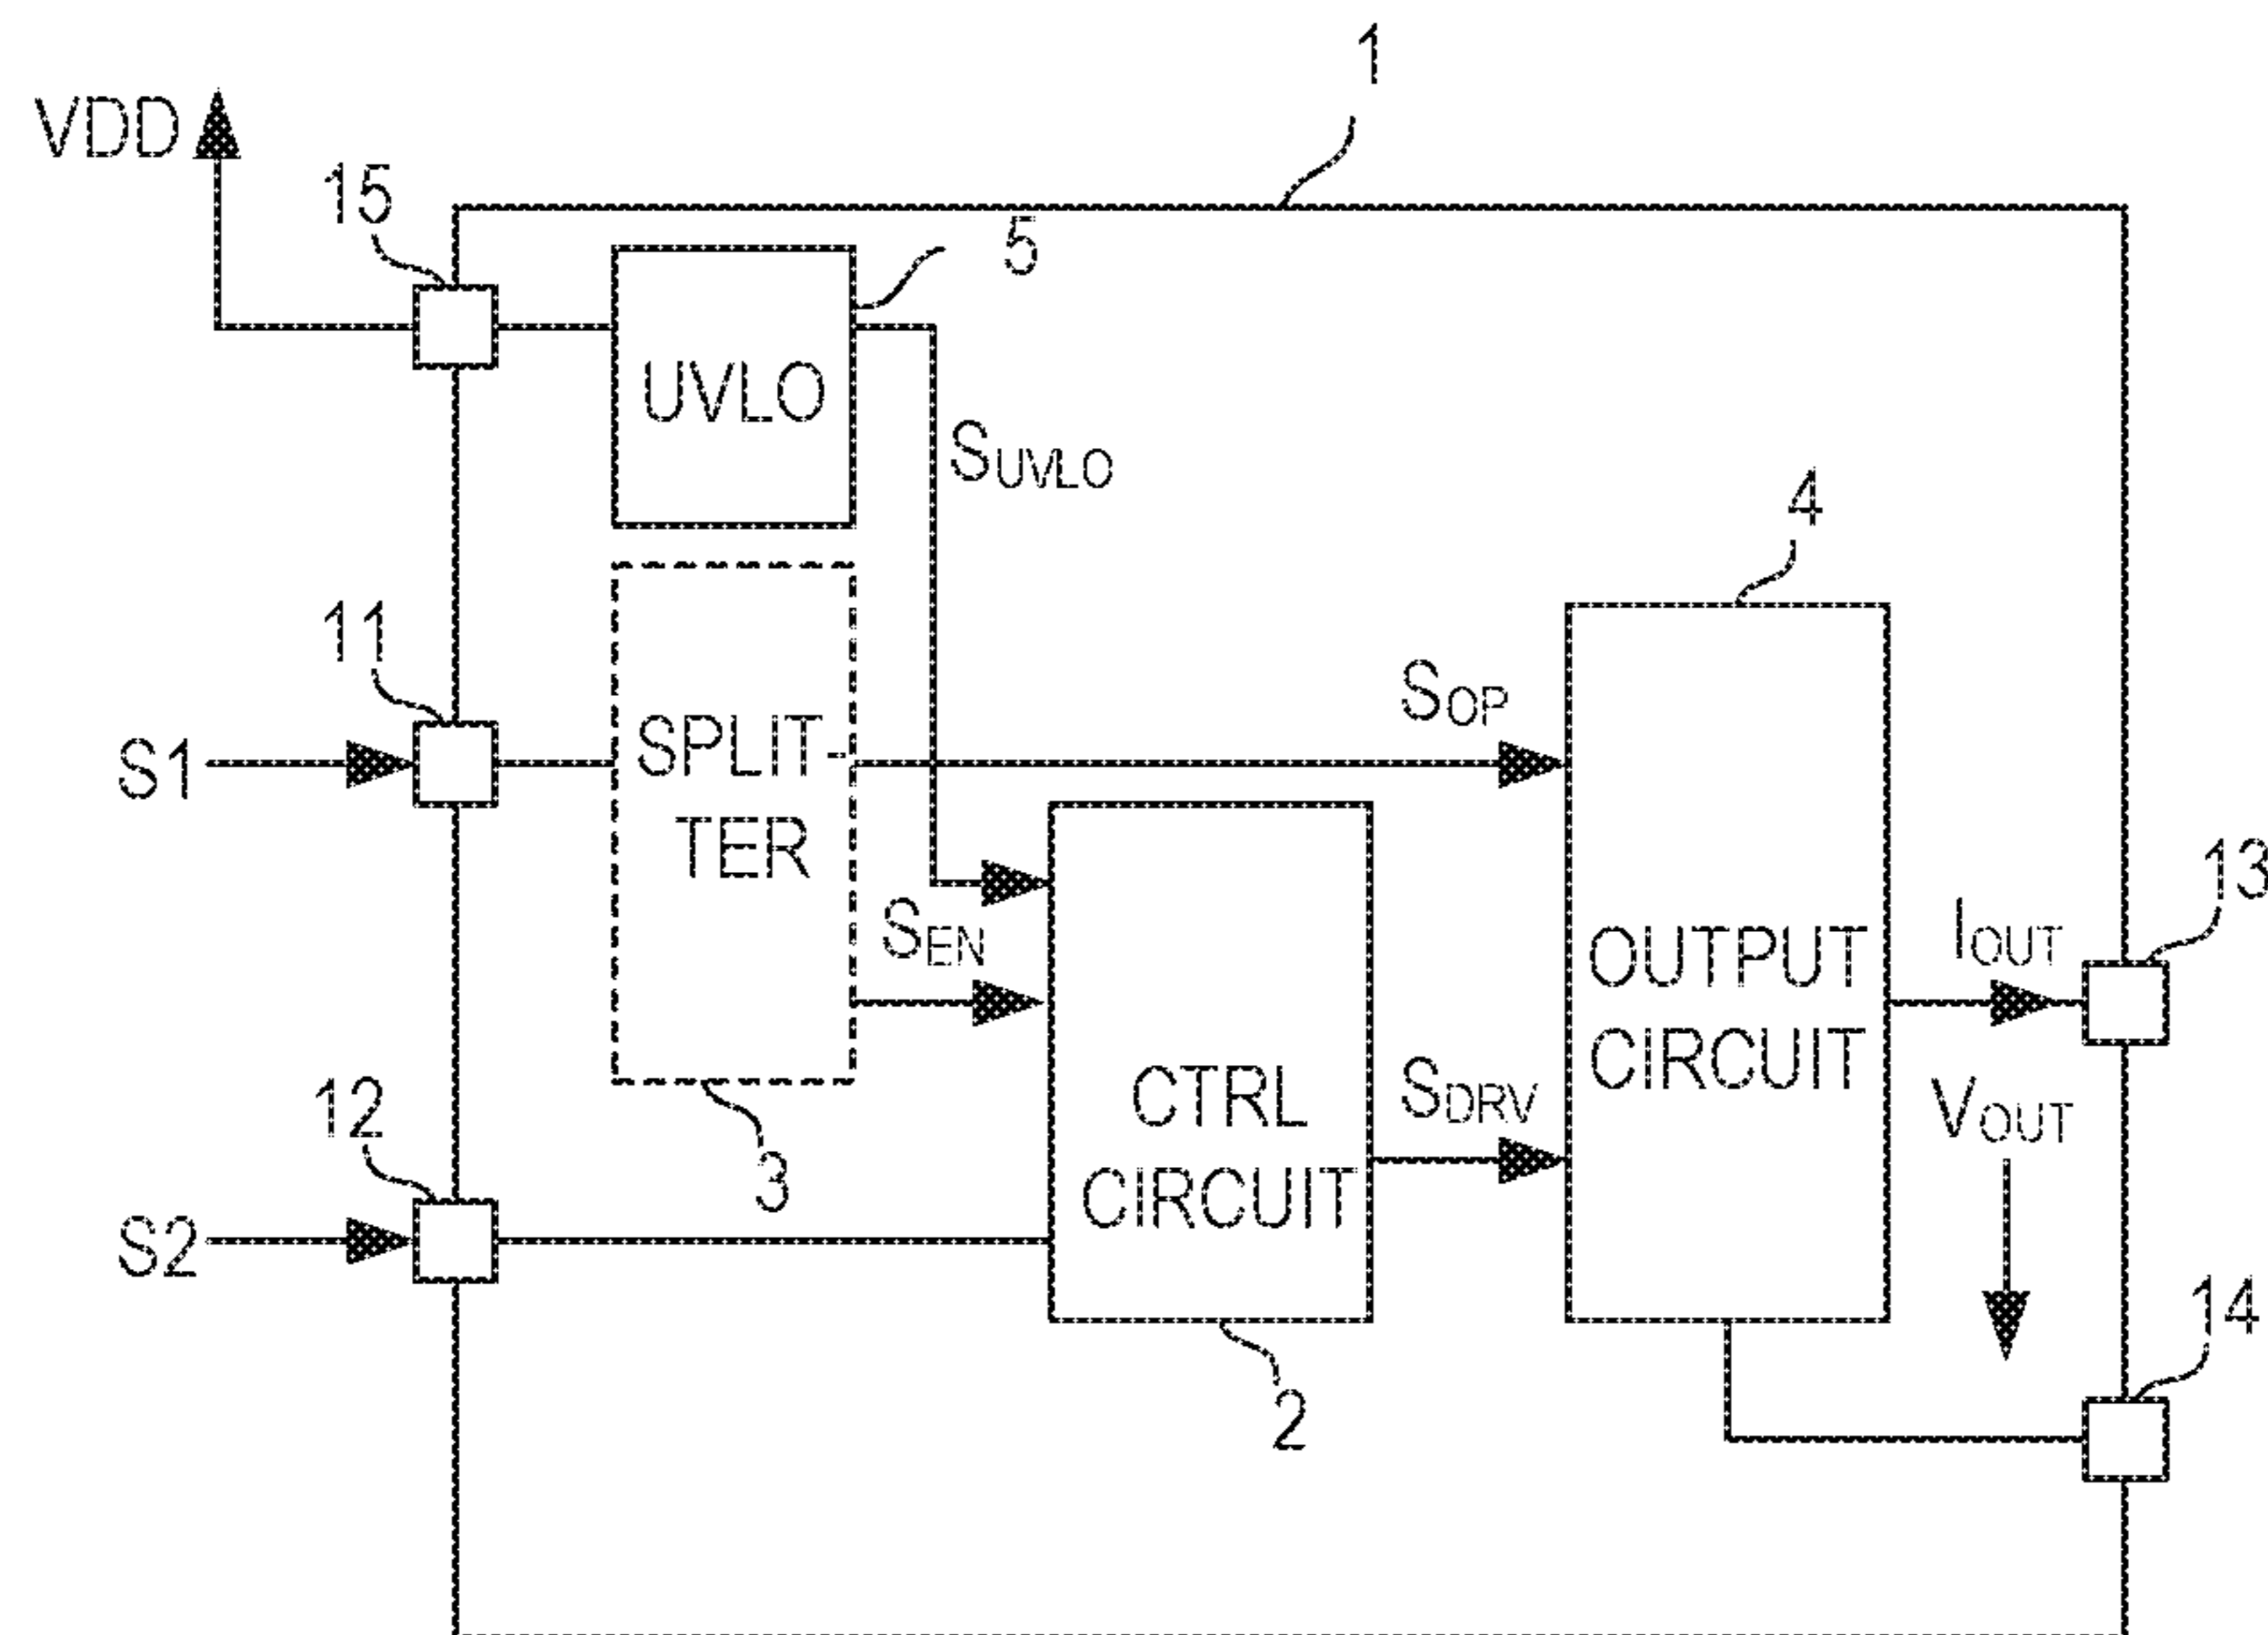 1
VDD
15
5
UVLO
SUVLO
4
11
SOP
S1
SPLIT-
TER
13
SEN
IOUT
OUTPUT
CIRCUIT
12
CTRL
CIRCUIT
SDRV
VOUT
3
S2
14
2